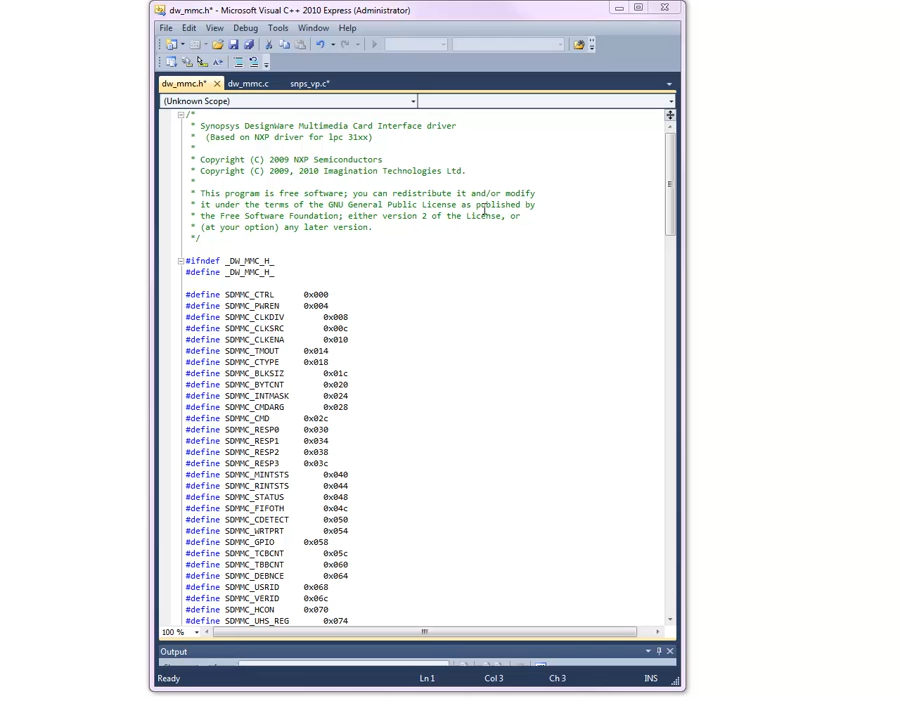 dw_mmc.h* - Microsoft Visual C++ 2010 Express (Administrator)
File Edit View Debug Tools Window Help
dw_mmc.h* dw_mmc.c snps_vp.c*
(Unknown Scope)
/*
* Synopsys DesignWare Multimedia Card Interface driver
* (Based on NXP driver for lpc 31xx)
*
* Copyright (C) 2009 NXP Semiconductors
* Copyright (C) 2009, 2010 Imagination Technologies Ltd.
*
* This program is free software; you can redistribute it and/or modify
* it under the terms of the GNU General Public License as published by
* the Free Software Foundation; either version 2 of the License, or
* (at your option) any later version.
*/
#ifndef _DW_MMC_H_
#define _DW_MMC_H_
#define SDMMC_CTRL 0x000
#define SDMMC_PWREN 0x004
#define SDMMC_CLKDIV 0x008
#define SDMMC_CLKSRC 0x00c
#define SDMMC_CLKENA 0x010
#define SDMMC_TMOUT 0x014
#define SDMMC_CTYPE 0x018
#define SDMMC_BLKSIZ 0x01c
#define SDMMC_BYTCNT 0x020
#define SDMMC_INTMASK 0x024
#define SDMMC_CMDARG 0x028
#define SDMMC_CMD 0x02c
#define SDMMC_RESP0 0x030
#define SDMMC_RESP1 0x034
#define SDMMC_RESP2 0x038
#define SDMMC_RESP3 0x03c
#define SDMMC_MINTSTS 0x040
#define SDMMC_RINTSTS 0x044
#define SDMMC_STATUS 0x048
#define SDMMC_FIFOTH 0x04c
#define SDMMC_CDETECT 0x050
#define SDMMC_WRTPRT 0x054
#define SDMMC_GPIO 0x058
#define SDMMC_TCBCNT 0x05c
#define SDMMC_TBBCNT 0x060
#define SDMMC_DEBNCE 0x064
#define SDMMC_USRID 0x068
#define SDMMC_VERID 0x06c
#define SDMMC_HCON 0x070
#define SDMMC_UHS_REG 0x074
100 %
Output
Ready Ln 1 Col 3 Ch 3 INS